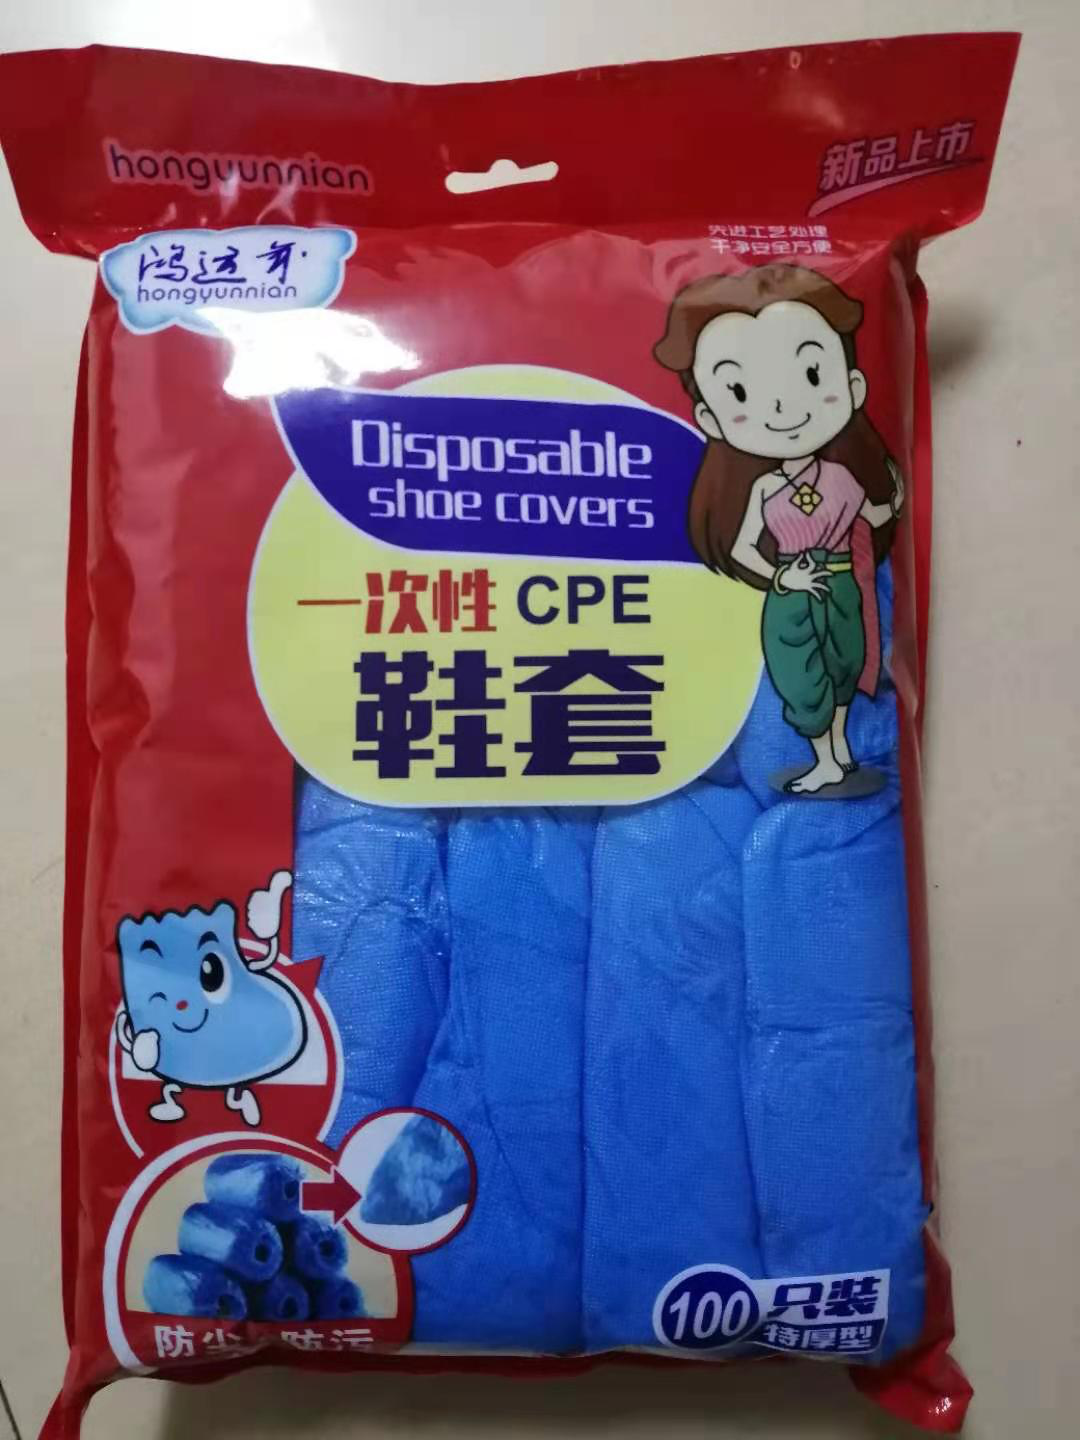 hongyunnian
新品上市
先进工艺处理
干净安全方便
鸿运年
hongyunnian
Disposable
shoe covers
一次性 CPE
鞋套
防尘 防污
100只装
特厚型